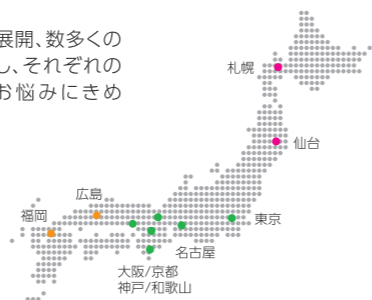 展開、数多くの
し、それぞれの
お悩みにきめ
札幌
仙台
広島
福岡
東京
名古屋
大阪/京都
神戸/和歌山